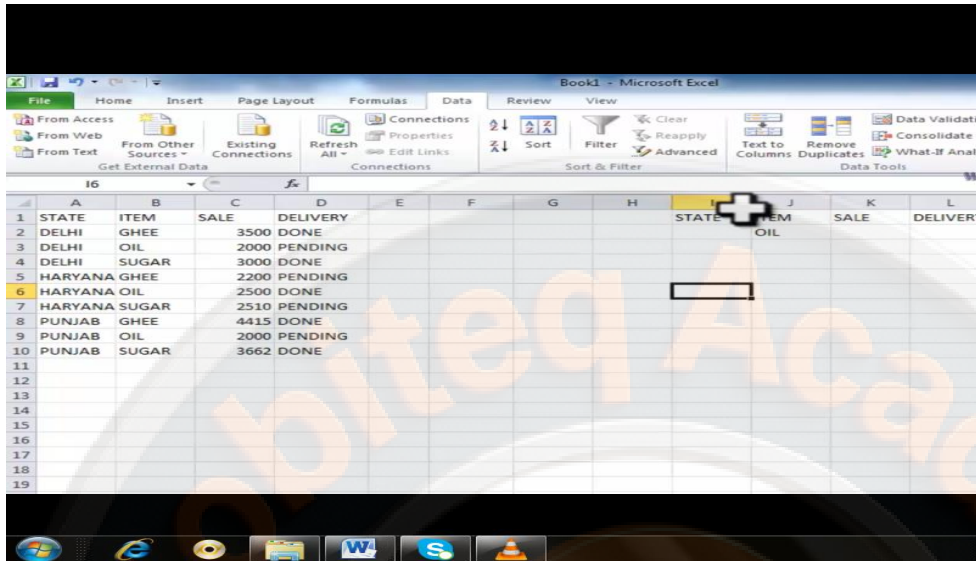 Book1 - Microsoft Excel
File Home Insert Page Layout Formulas Data Review View
From Access
From Web
From Text
From Other Sources
Existing Connections
Get External Data
Refresh All
Connections
Properties
Edit Links
Connections
Sort
Filter
Clear
Reapply
Advanced
Sort & Filter
Text to Columns
Remove Duplicates
Data Validati
Consolidate
What-If Anal
Data Tools
I6 fx
A B C D E F G H I J K L
1 STATE ITEM SALE DELIVERY STATE EM SALE DELIVER
2 DELHI GHEE 3500 DONE OIL
3 DELHI OIL 2000 PENDING
4 DELHI SUGAR 3000 DONE
5 HARYANA GHEE 2200 PENDING
6 HARYANA OIL 2500 DONE
7 HARYANA SUGAR 2510 PENDING
8 PUNJAB GHEE 4415 DONE
9 PUNJAB OIL 2000 PENDING
10 PUNJAB SUGAR 3662 DONE
11
12
13
14
15
16
17
18
19
biteq Aca